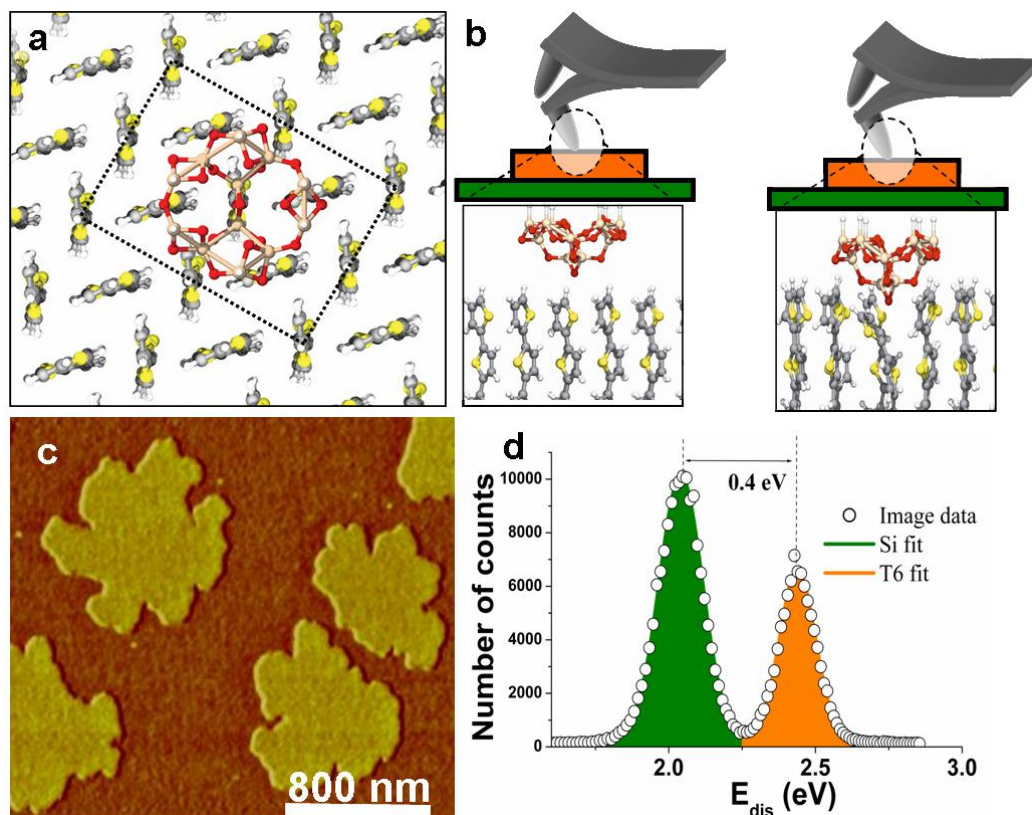 a
b
c
800 nm
d
0.4 eV
Image data
Si fit
T6 fit
Number of counts
10000
8000
6000
4000
2000
0
2.0
2.5
3.0
E_dis (eV)